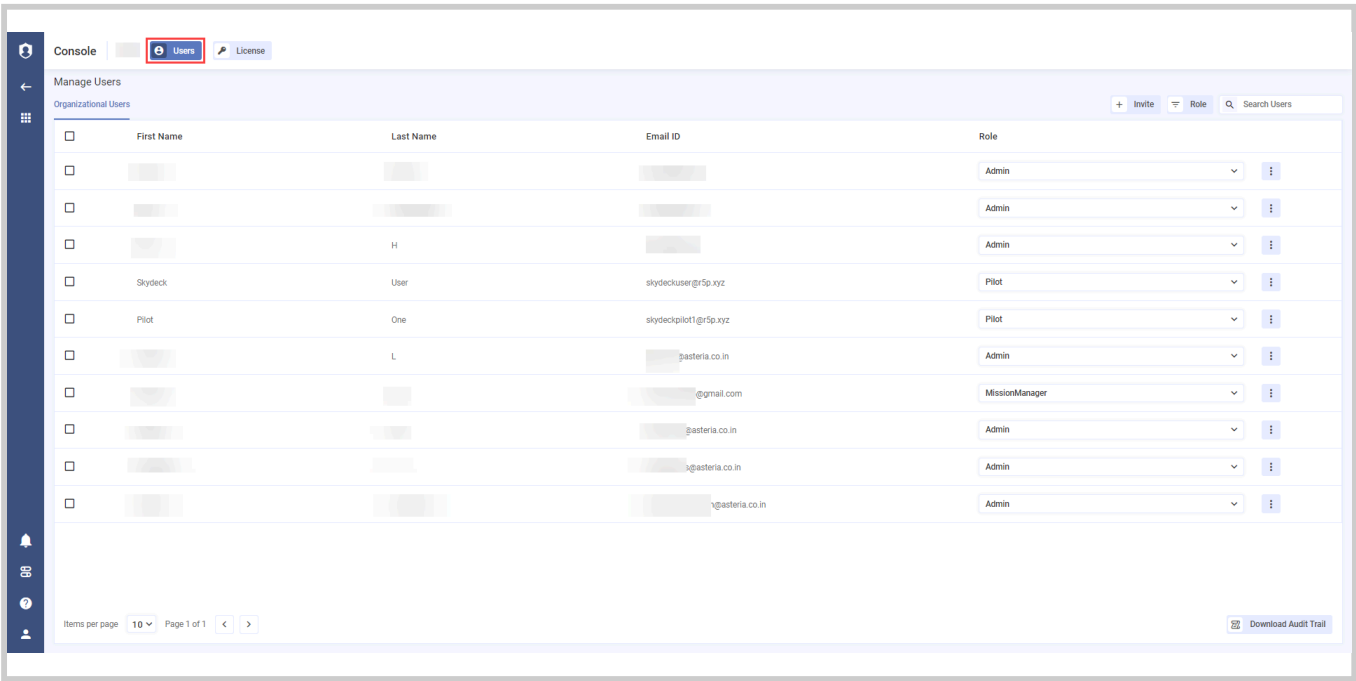 Console Users License
Manage Users
Organizational Users Invite Role Search Users
First Name Last Name Email ID Role
Admin
Admin
H Admin
Skydeck User skydeckuser@r5p.xyz Pilot
Pilot One skydeckpilot1@r5p.xyz Pilot
L @asteria.co.in Admin
@gmail.com MissionManager
@asteria.co.in Admin
s@asteria.co.in Admin
@asteria.co.in Admin
Items per page 10 Page 1 of 1 Download Audit Trail